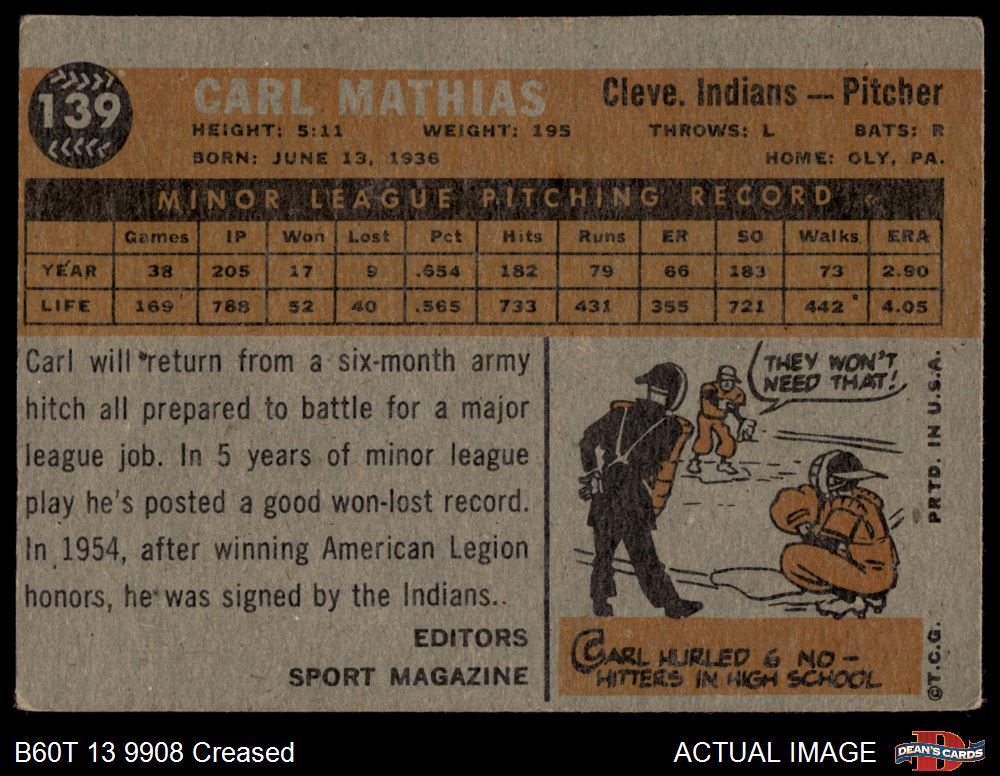 139
CARL MATHIAS
Cleve. Indians — Pitcher
HEIGHT: 5:11 WEIGHT: 195 THROWS: L BATS: R
BORN: JUNE 13, 1936 HOME: OLY, PA.
MINOR LEAGUE PITCHING RECORD
Games IP Won Lost Pct Hits Runs ER SO Walks ERA
YEAR 38 205 17 9 .654 182 79 66 183 73 2.90
LIFE 169 788 52 40 .565 733 431 355 721 442 4.05
Carl will return from a six-month army
hitch all prepared to battle for a major
league job. In 5 years of minor league
play he's posted a good won-lost record.
In 1954, after winning American Legion
honors, he was signed by the Indians..
EDITORS
SPORT MAGAZINE
THEY WON'T
NEED THAT!
CARL HURLED 6 NO-
HITTERS IN HIGH SCHOOL
PRTD. IN U.S.A.
©T.C.G.
B60T 13 9908 Creased
ACTUAL IMAGE
DEAN'S CARDS